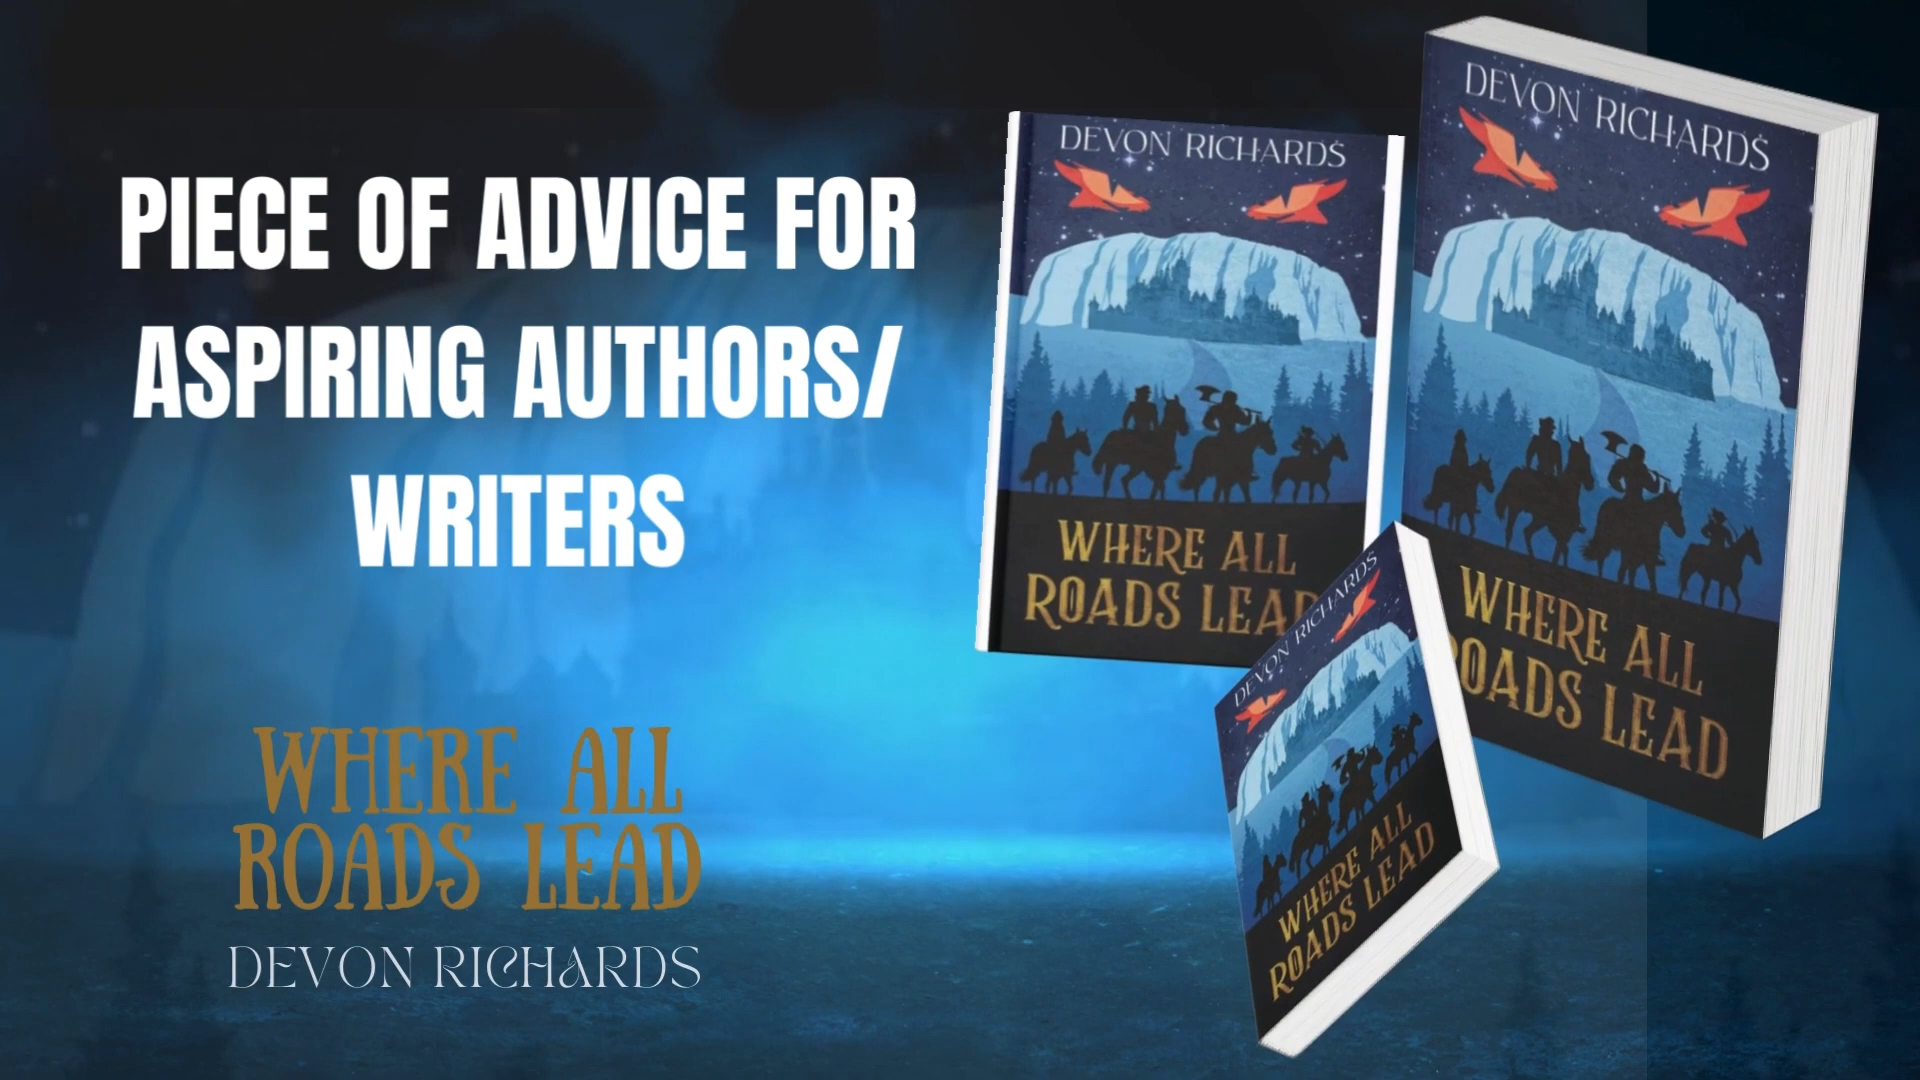 PIECE OF ADVICE FOR
ASPIRING AUTHORS/
WRITERS
WHERE ALL
ROADS LEAD
DEVON RICHARDS
DEVON RICHARDS
WHERE ALL
ROADS LEAD
DEVON RICHARDS
WHERE ALL
ROADS LEAD
DEVON RICHARDS
WHERE ALL
ROADS LEAD